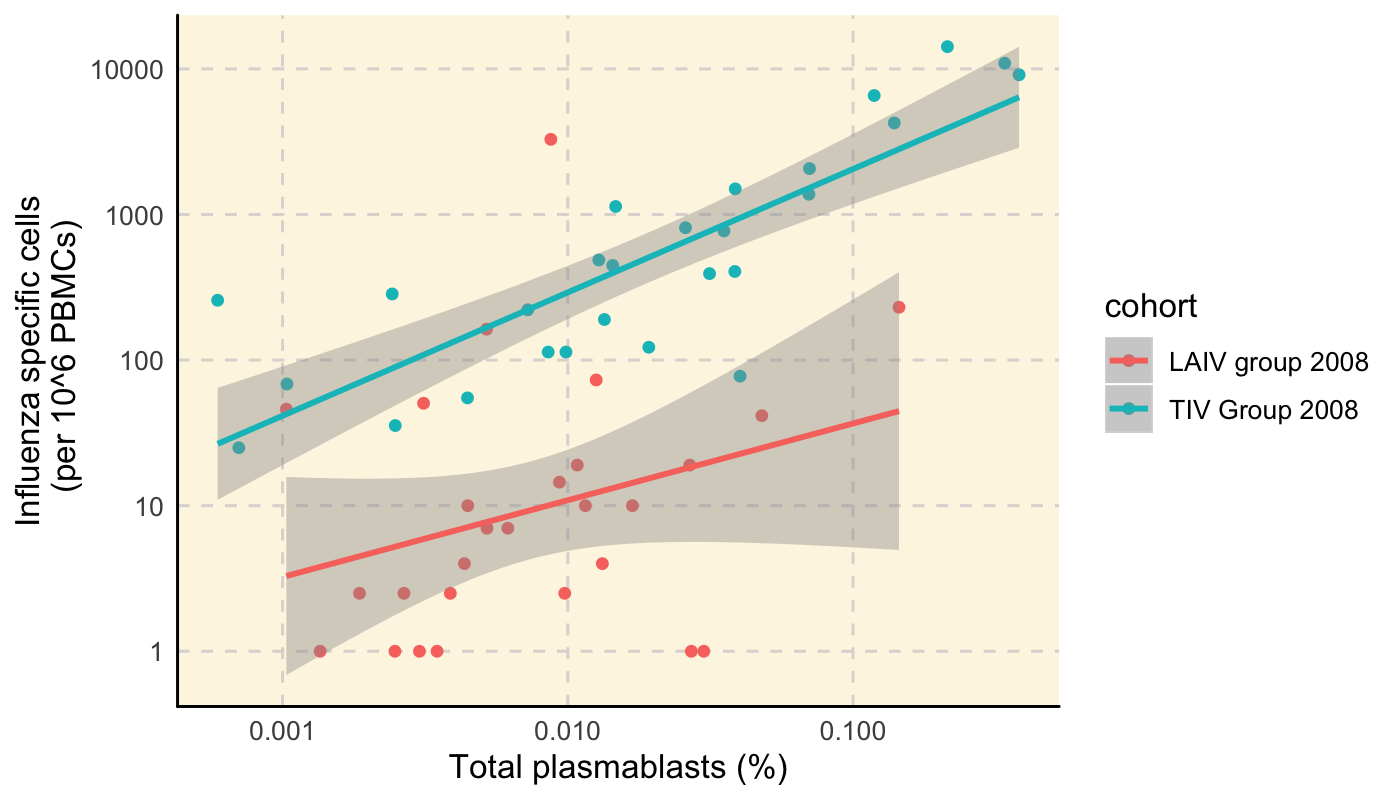 Influenza specific cells
(per 10^6 PBMCs)
10000
1000
100
10
1
0.001
0.010
0.100
Total plasmablasts (%)
cohort
LAIV group 2008
TIV Group 2008